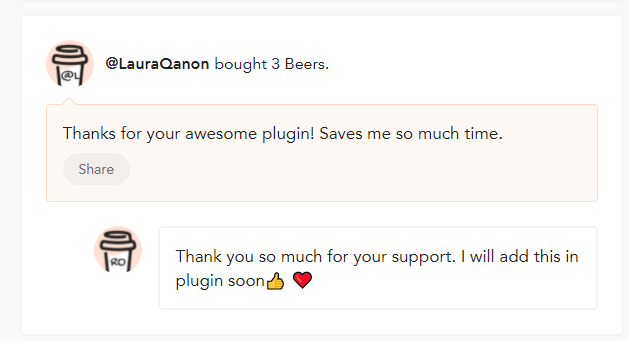 @L
@LauraQanon bought 3 Beers.
Thanks for your awesome plugin! Saves me so much time.
Share
RO
Thank you so much for your support. I will add this in
plugin soon👍 ❤️